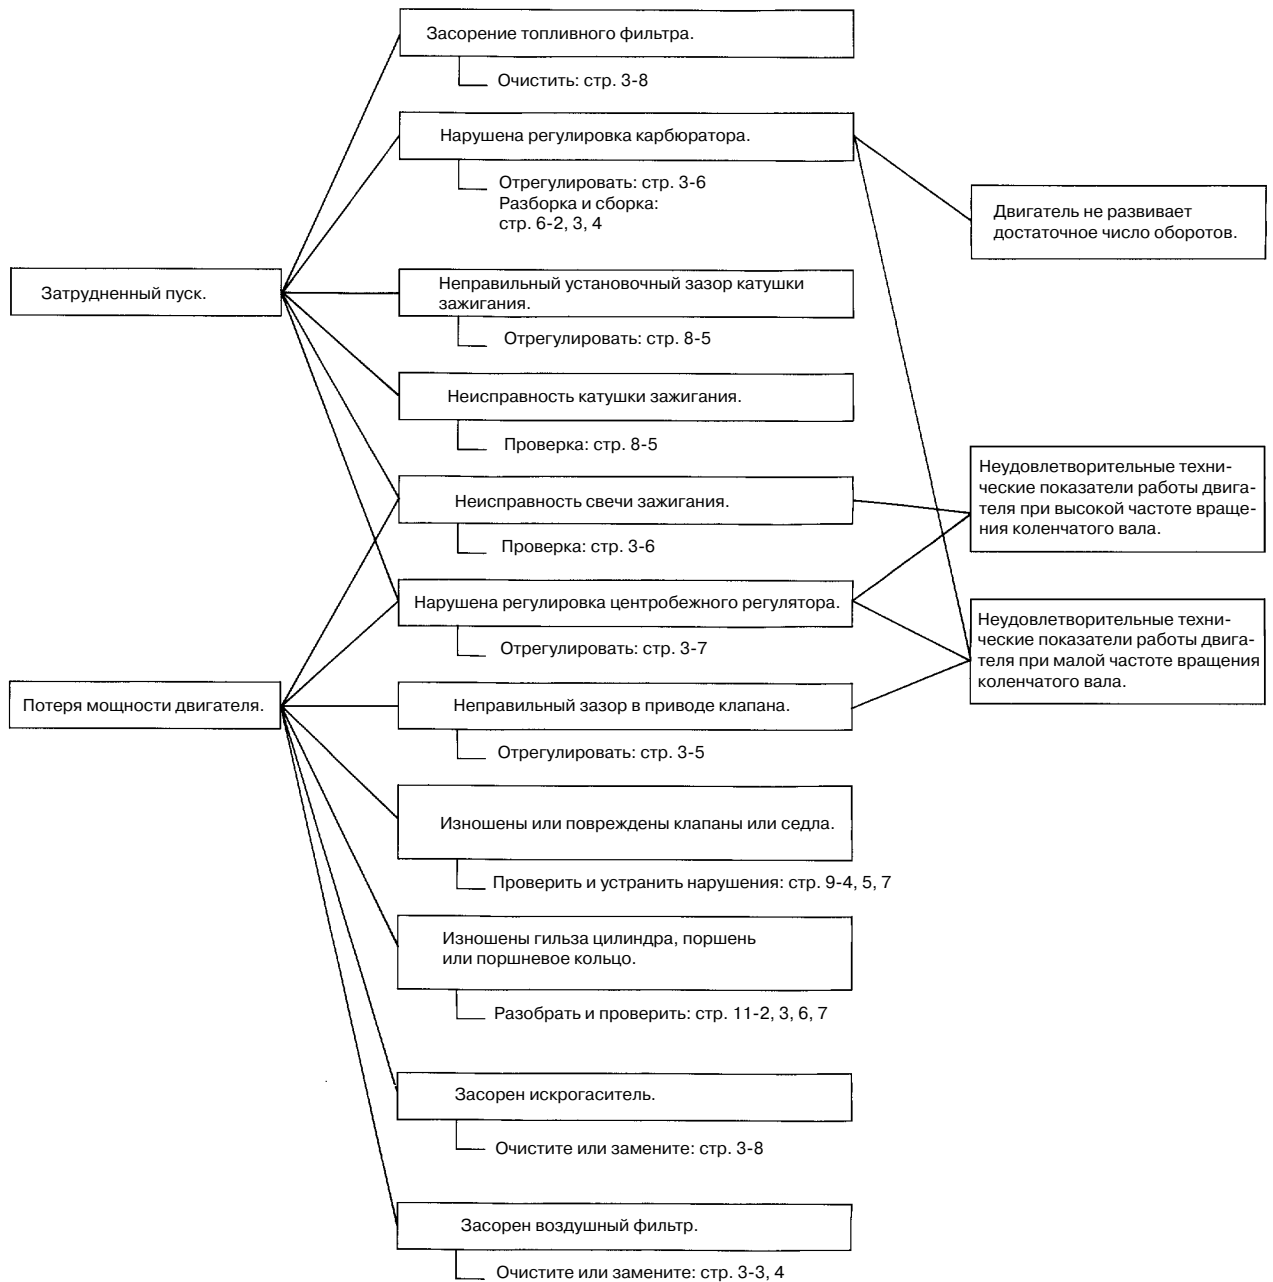 Засорение топливного фильтра.
Очистить: стр. 3-8
Нарушена регулировка карбюратора.
Отрегулировать: стр. 3-6
Разборка и сборка:
стр. 6-2, 3, 4
Двигатель не развивает
достаточное число оборотов.
Затрудненный пуск.
Неправильный установочный зазор катушки
зажигания.
Отрегулировать: стр. 8-5
Неисправность катушки зажигания.
Проверка: стр. 8-5
Неисправность свечи зажигания.
Проверка: стр. 3-6
Неудовлетворительные техни-
ческие показатели работы двига-
теля при высокой частоте враще-
ния коленчатого вала.
Нарушена регулировка центробежного регулятора.
Отрегулировать: стр. 3-7
Неудовлетворительные техни-
ческие показатели работы двига-
теля при малой частоте вращения
коленчатого вала.
Потеря мощности двигателя.
Неправильный зазор в приводе клапана.
Отрегулировать: стр. 3-5
Изношены или повреждены клапаны или седла.
Проверить и устранить нарушения: стр. 9-4, 5, 7
Изношены гильза цилиндра, поршень
или поршневое кольцо.
Разобрать и проверить: стр. 11-2, 3, 6, 7
Засорен искрогаситель.
Очистите или замените: стр. 3-8
Засорен воздушный фильтр.
Очистите или замените: стр. 3-3, 4